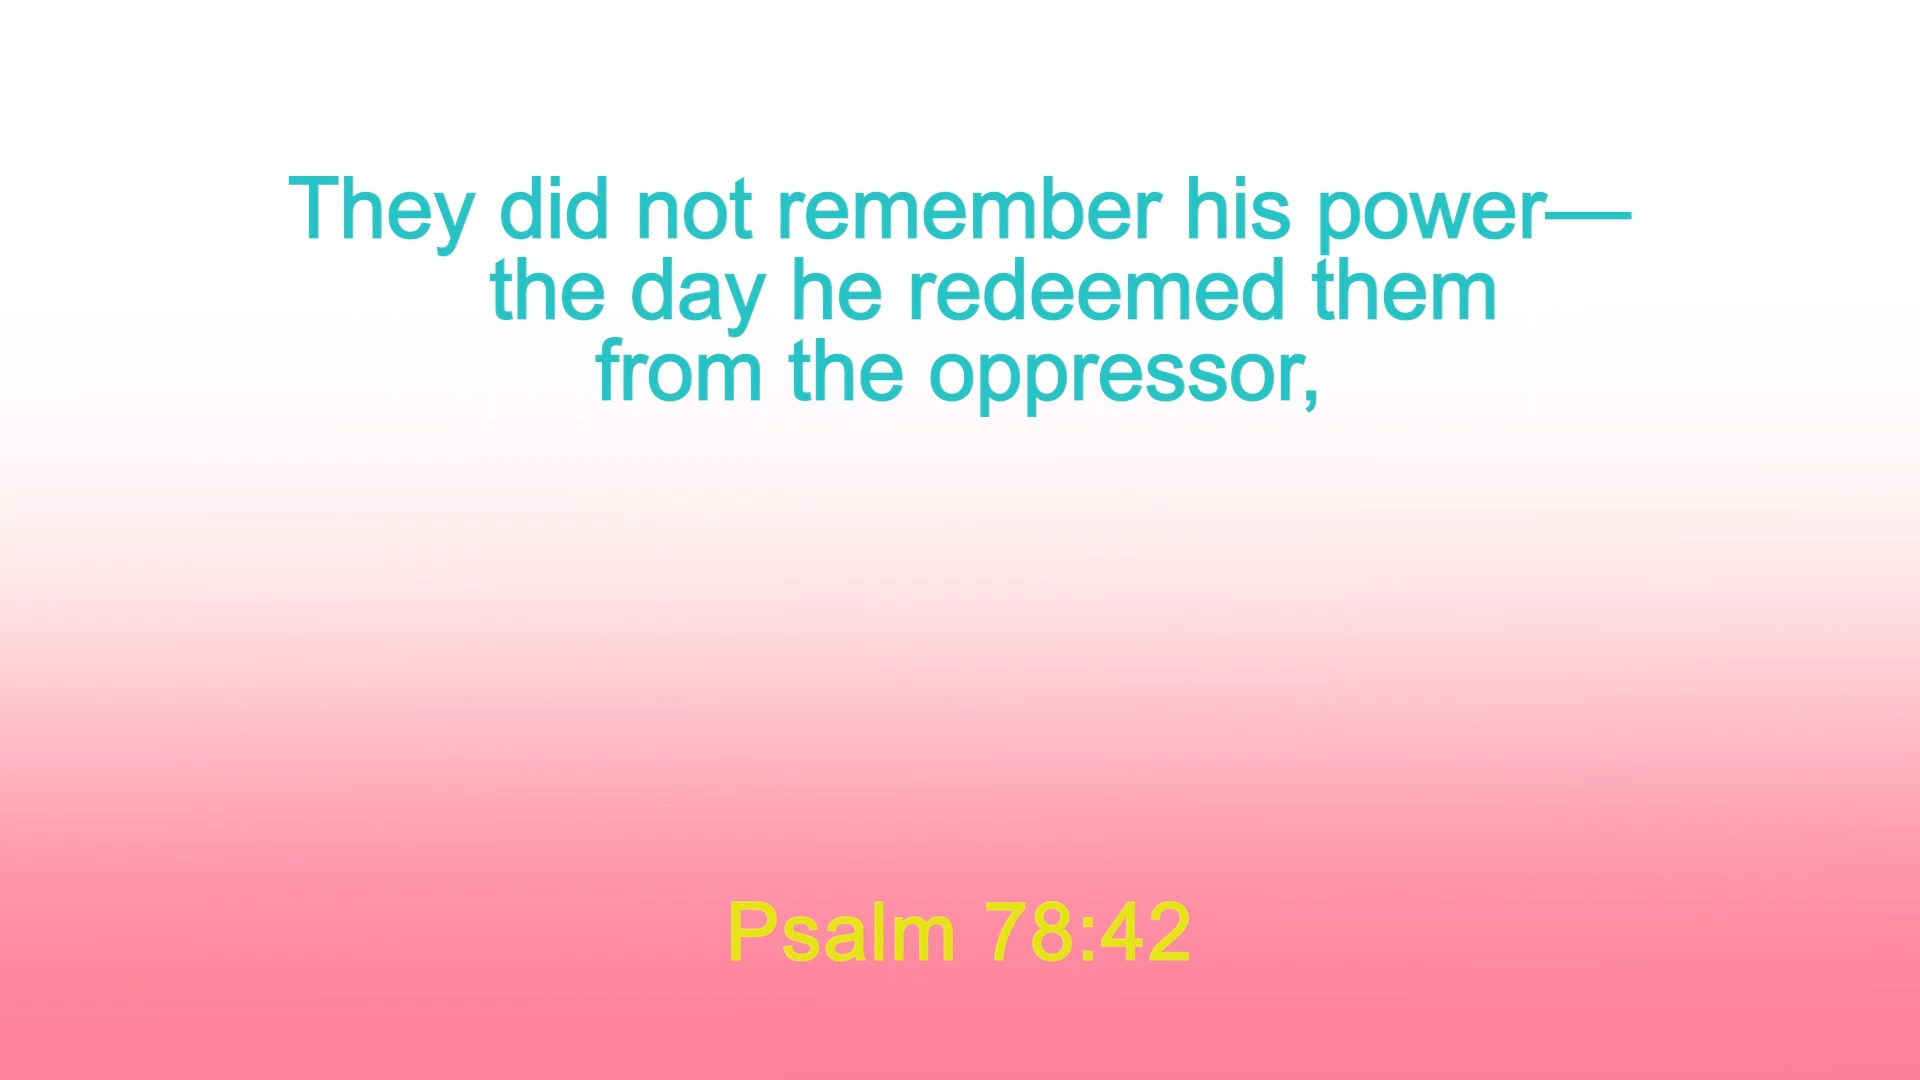 They did not remember his power—
the day he redeemed them
from the oppressor,
Psalm 78:42